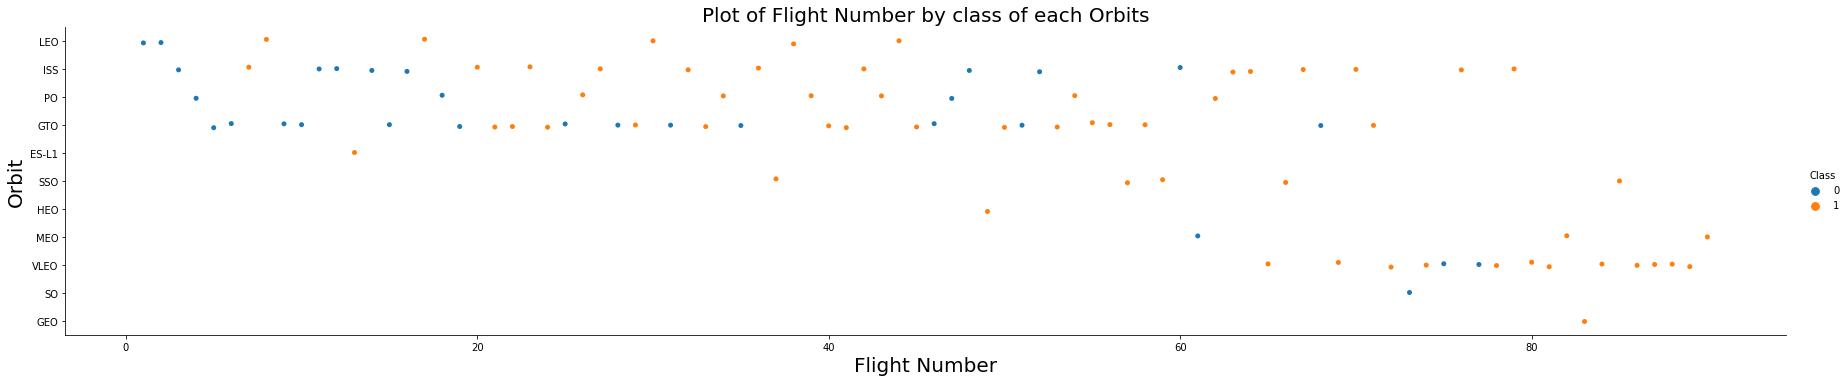 Plot of Flight Number by class of each Orbits
Orbit
LEO
ISS
PO
GTO
ES-L1
SSO
HEO
MEO
VLEO
SO
GEO
0 20 40 60 80
Flight Number
Class
0
1